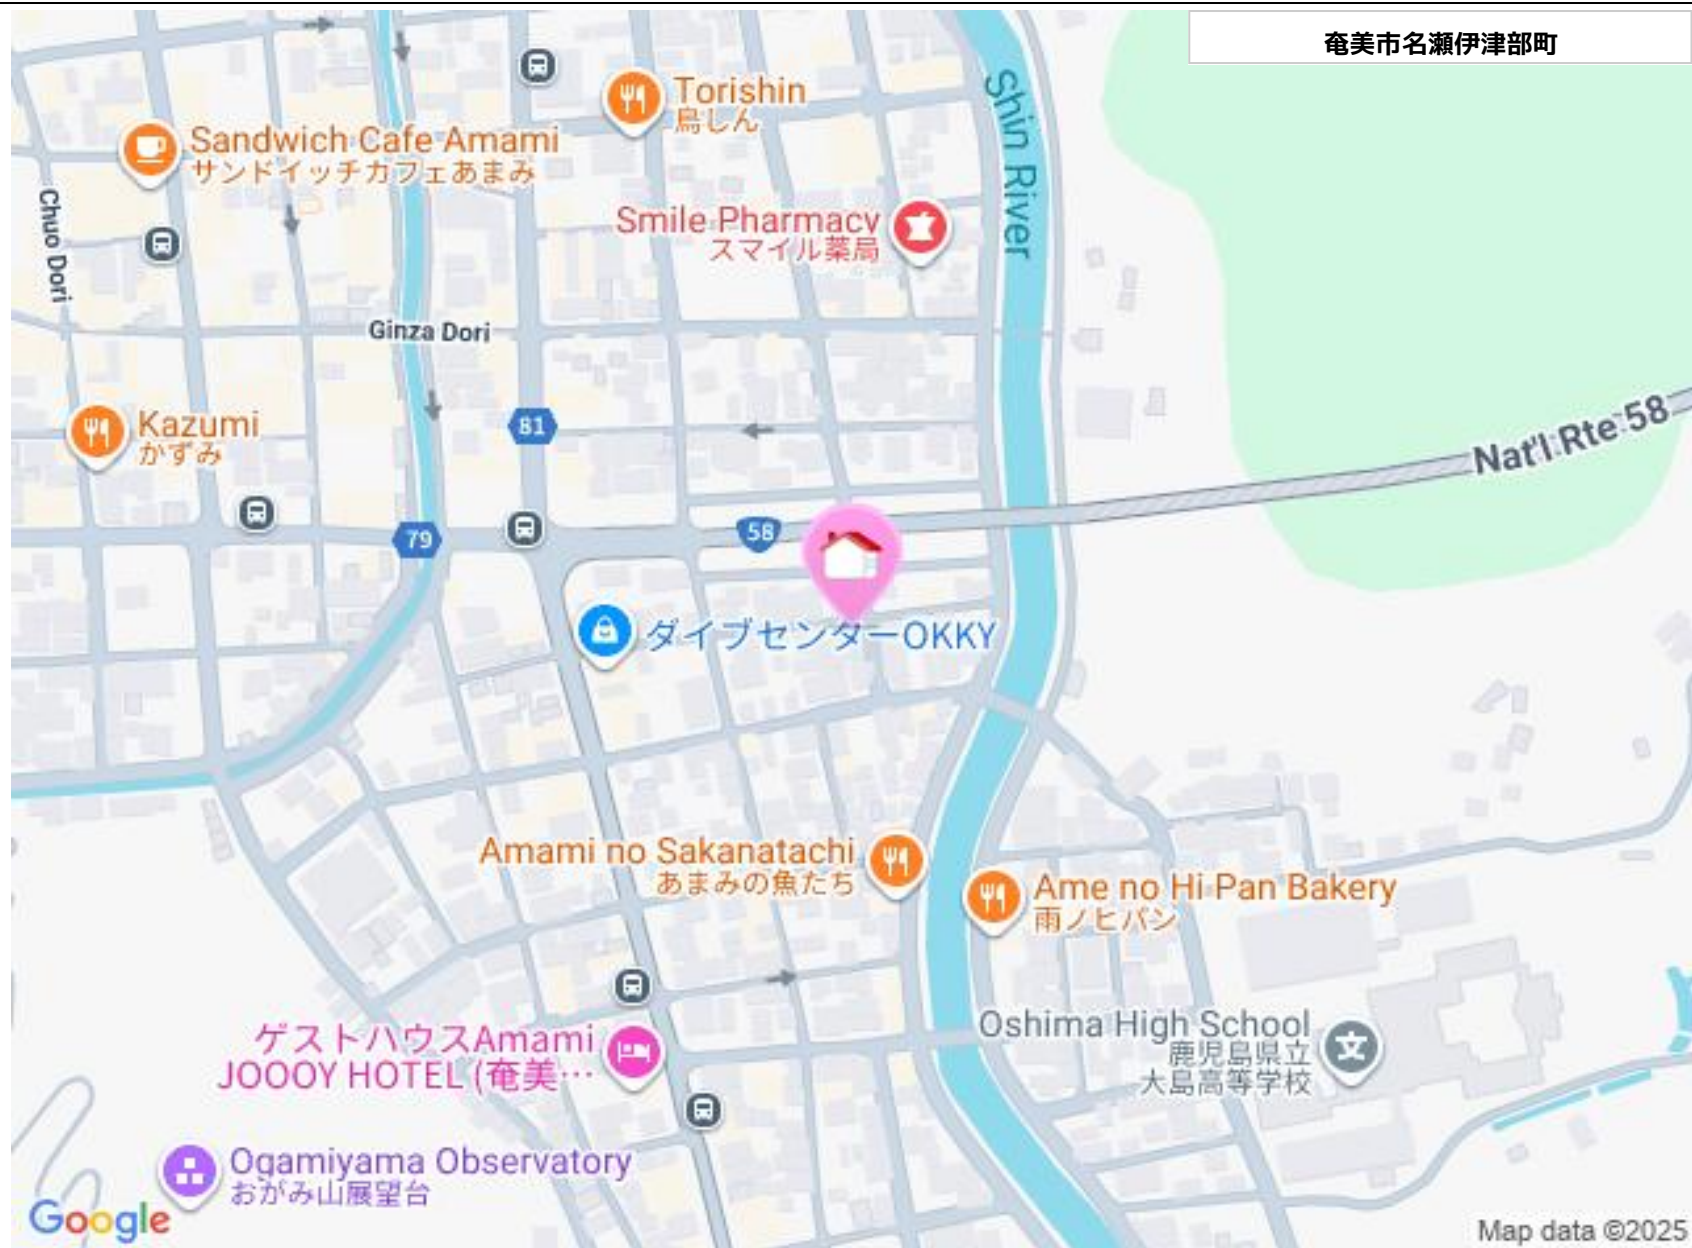 奄美市名瀬伊津部町
Torishin
鳥しん
Shin River
Sandwich Cafe Amami
サンドイッチカフェあまみ
Chuo Dori
Smile Pharmacy
スマイル薬局
Ginza Dori
Kazumi
かずみ
81
Nat'l Rte 58
79
58
ダイブセンターOKKY
Amami no Sakanatachi
あまみの魚たち
Ame no Hi Pan Bakery
雨ノヒパン
Oshima High School
鹿児島県立
大島高等学校
文
ゲストハウスAmami
JOOOY HOTEL (奄美…
Ogamiyama Observatory
おがみ山展望台
Google
Map data ©2025